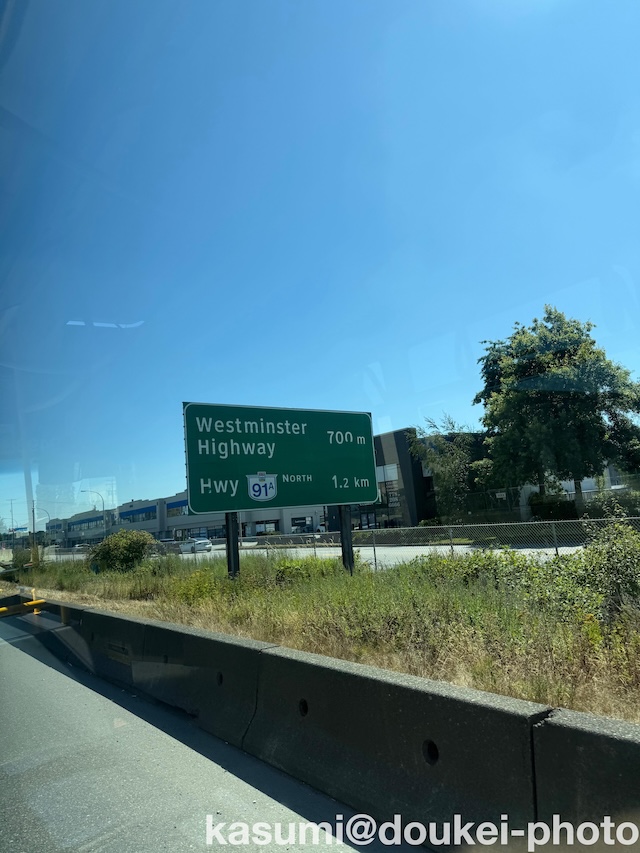 Westminster
Highway 700 m
Hwy 91A NORTH 1.2 km
kasumi@doukei-photo